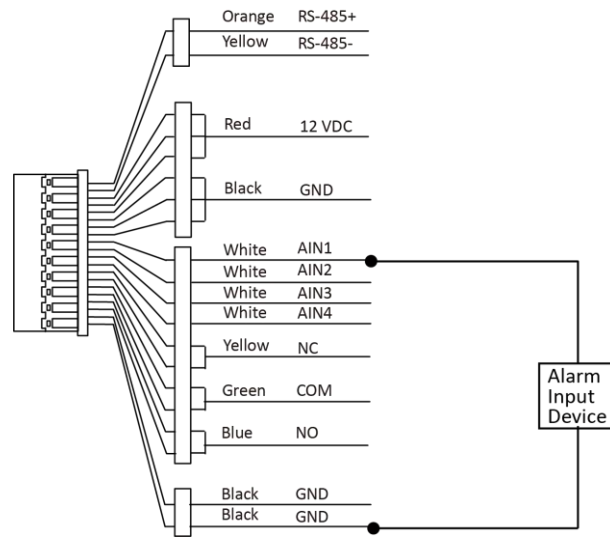 Orange RS-485+
Yellow RS-485-
Red 12 VDC
Black GND
White AIN1
White AIN2
White AIN3
White AIN4
Yellow NC
Green COM
Blue NO
Black GND
Black GND
Alarm
Input
Device